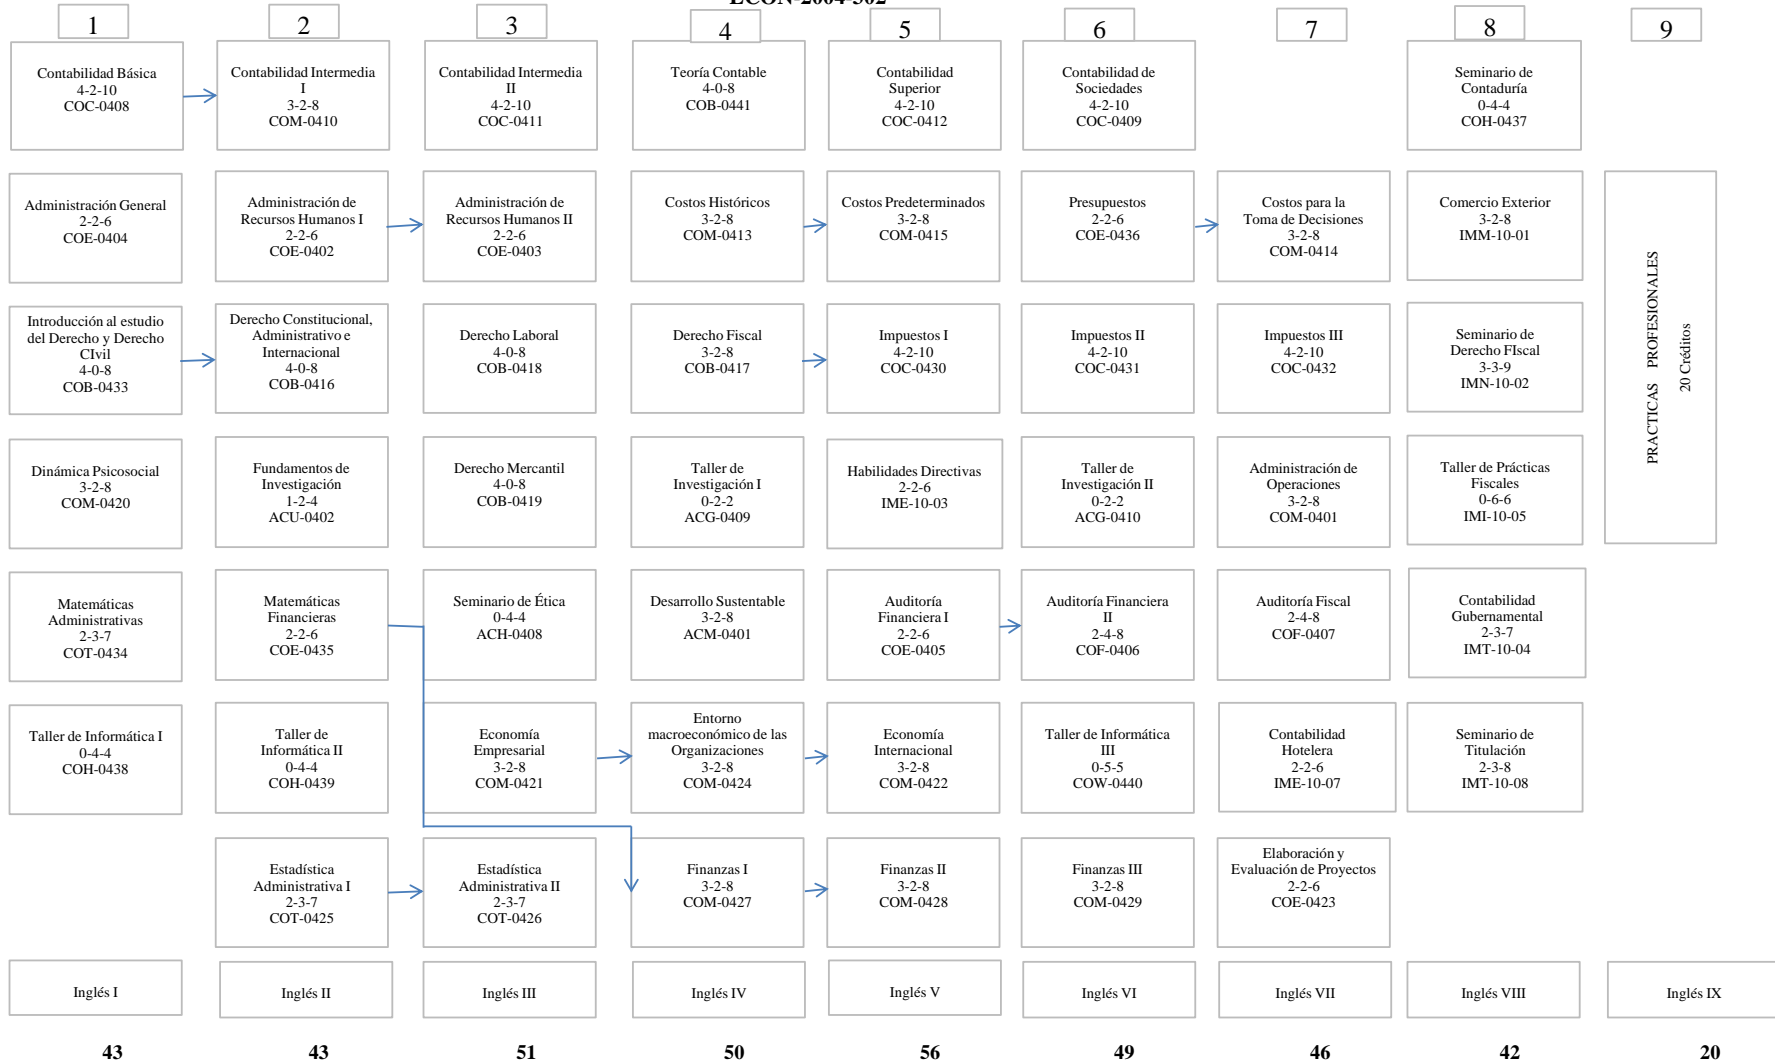 ECON-2004-302
1
2
3
4
5
6
7
8
9
Contabilidad Básica
4-2-10
COC-0408
Contabilidad Intermedia
I
3-2-8
COM-0410
Contabilidad Intermedia
II
4-2-10
COC-0411
Teoría Contable
4-0-8
COB-0441
Contabilidad
Superior
4-2-10
COC-0412
Contabilidad de
Sociedades
4-2-10
COC-0409
Seminario de
Contaduría
0-4-4
COH-0437
Administración General
2-2-6
COE-0404
Administración de
Recursos Humanos I
2-2-6
COE-0402
Administración de
Recursos Humanos II
2-2-6
COE-0403
Costos Históricos
3-2-8
COM-0413
Costos Predeterminados
3-2-8
COM-0415
Presupuestos
2-2-6
COE-0436
Costos para la
Toma de Decisiones
3-2-8
COM-0414
Comercio Exterior
3-2-8
IMM-10-01
PRACTICAS PROFESIONALES
20 Créditos
Introducción al estudio
del Derecho y Derecho
CIvil
4-0-8
COB-0433
Derecho Constitucional,
Administrativo e
Internacional
4-0-8
COB-0416
Derecho Laboral
4-0-8
COB-0418
Derecho Fiscal
3-2-8
COB-0417
Impuestos I
4-2-10
COC-0430
Impuestos II
4-2-10
COC-0431
Impuestos III
4-2-10
COC-0432
Seminario de
Derecho FIscal
3-3-9
IMN-10-02
Dinámica Psicosocial
3-2-8
COM-0420
Fundamentos de
Investigación
1-2-4
ACU-0402
Derecho Mercantil
4-0-8
COB-0419
Taller de
Investigación I
0-2-2
ACG-0409
Habilidades Directivas
2-2-6
IME-10-03
Taller de
Investigación II
0-2-2
ACG-0410
Administración de
Operaciones
3-2-8
COM-0401
Taller de Prácticas
Fiscales
0-6-6
IMI-10-05
Matemáticas
Administrativas
2-3-7
COT-0434
Matemáticas
Financieras
2-2-6
COE-0435
Seminario de Ética
0-4-4
ACH-0408
Desarrollo Sustentable
3-2-8
ACM-0401
Auditoría
Financiera I
2-2-6
COE-0405
Auditoría Financiera
II
2-4-8
COF-0406
Auditoría Fiscal
2-4-8
COF-0407
Contabilidad
Gubernamental
2-3-7
IMT-10-04
Taller de Informática I
0-4-4
COH-0438
Taller de
Informática II
0-4-4
COH-0439
Economía
Empresarial
3-2-8
COM-0421
Entorno
macroeconómico de las
Organizaciones
3-2-8
COM-0424
Economía
Internacional
3-2-8
COM-0422
Taller de Informática
III
0-5-5
COW-0440
Contabilidad
Hotelera
2-2-6
IME-10-07
Seminario de
Titulación
2-3-8
IMT-10-08
Estadística
Administrativa I
2-3-7
COT-0425
Estadística
Administrativa II
2-3-7
COT-0426
Finanzas I
3-2-8
COM-0427
Finanzas II
3-2-8
COM-0428
Finanzas III
3-2-8
COM-0429
Elaboración y
Evaluación de Proyectos
2-2-6
COE-0423
Inglés I
Inglés II
Inglés III
Inglés IV
Inglés V
Inglés VI
Inglés VII
Inglés VIII
Inglés IX
43
43
51
50
56
49
46
42
20